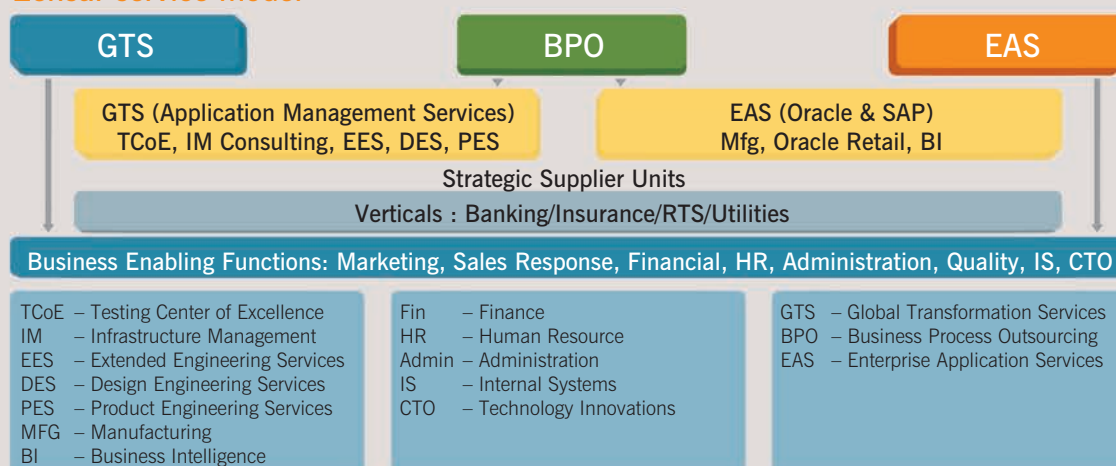 GTS
BPO
EAS
GTS (Application Management Services)
TCoE, IM Consulting, EES, DES, PES
EAS (Oracle & SAP)
Mfg, Oracle Retail, BI
Strategic Supplier Units
Verticals : Banking/Insurance/RTS/Utilities
Business Enabling Functions: Marketing, Sales Response, Financial, HR, Administration, Quality, IS, CTO
TCoE – Testing Center of Excellence
IM – Infrastructure Management
EES – Extended Engineering Services
DES – Design Engineering Services
PES – Product Engineering Services
MFG – Manufacturing
BI – Business Intelligence
Fin – Finance
HR – Human Resource
Admin – Administration
IS – Internal Systems
CTO – Technology Innovations
GTS – Global Transformation Services
BPO – Business Process Outsourcing
EAS – Enterprise Application Services